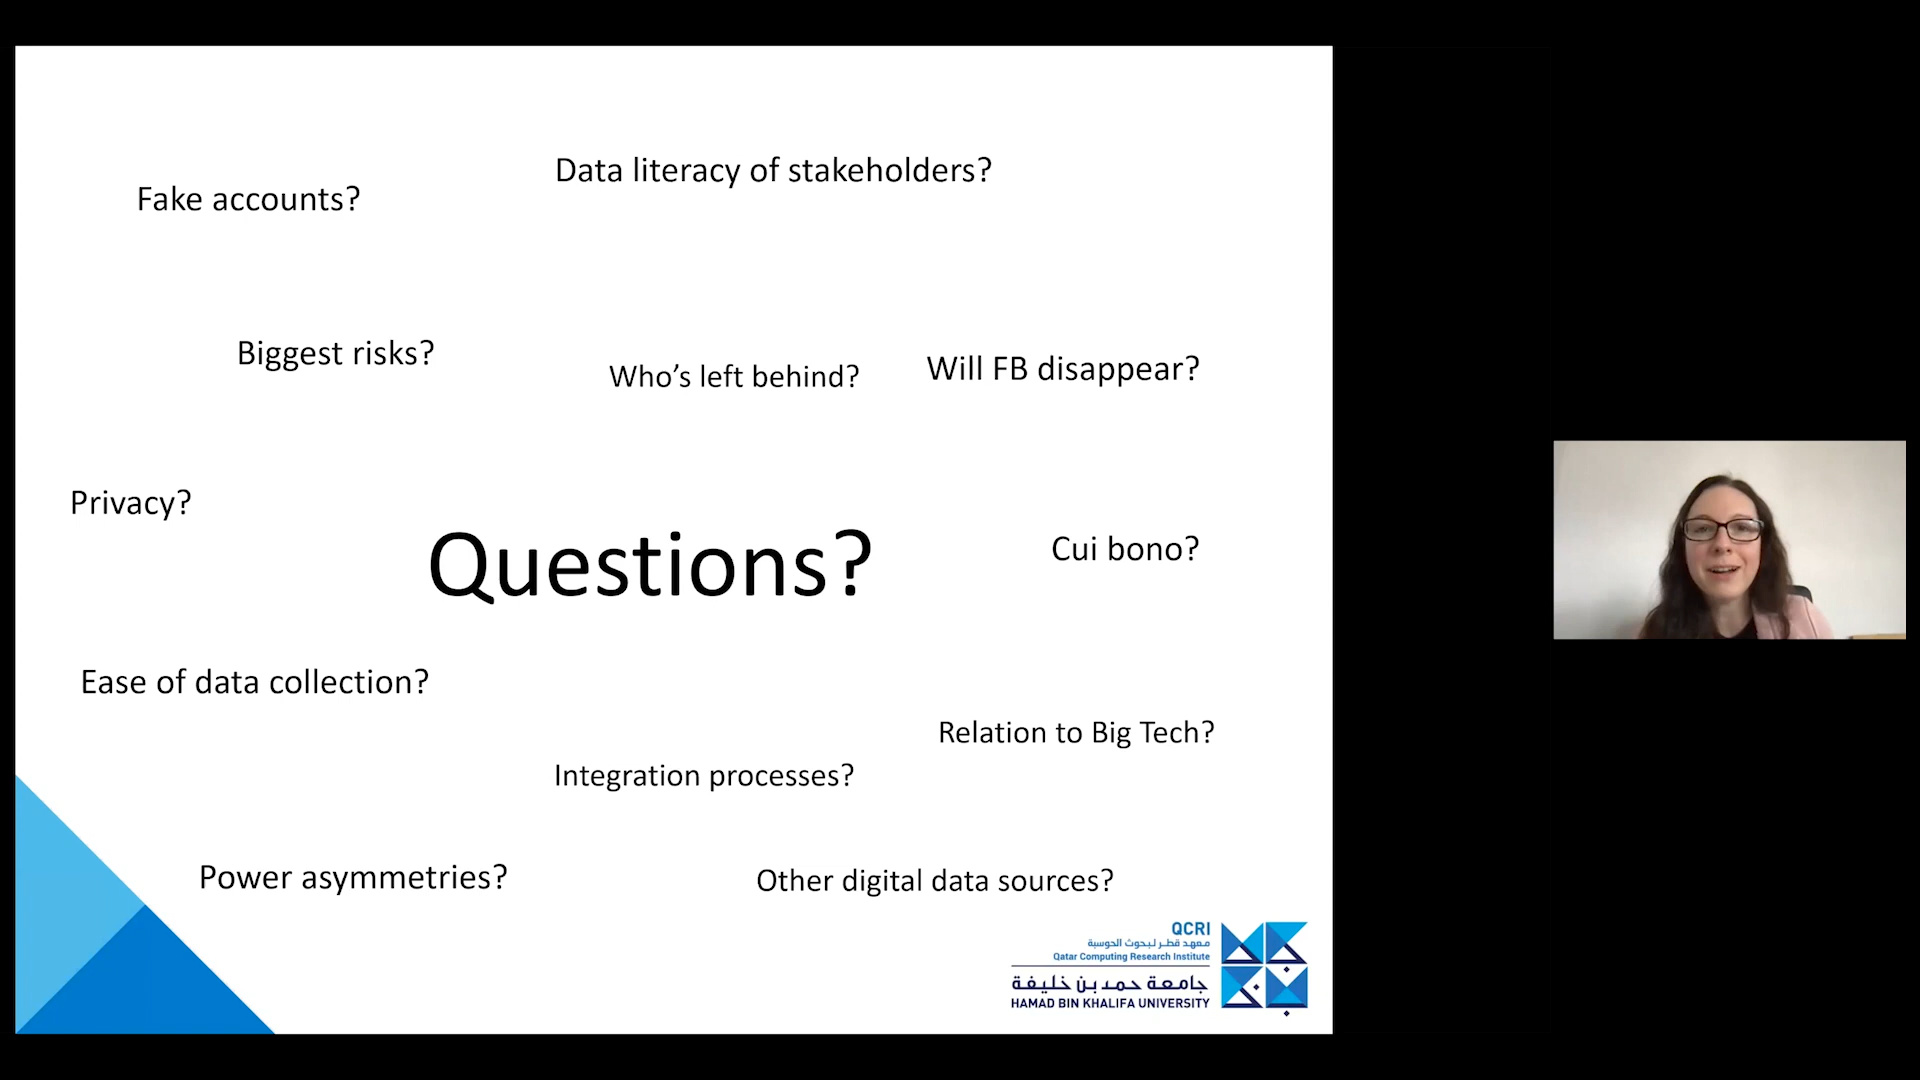 Data literacy of stakeholders?
Fake accounts?
Biggest risks?
Who’s left behind?
Will FB disappear?
Privacy?
Questions?
Cui bono?
Ease of data collection?
Relation to Big Tech?
Integration processes?
Power asymmetries?
Other digital data sources?
QCRI
معهد قطر لبحوث الحوسبة
Qatar Computing Research Institute
جامعة حمد بن خليفة
HAMAD BIN KHALIFA UNIVERSITY